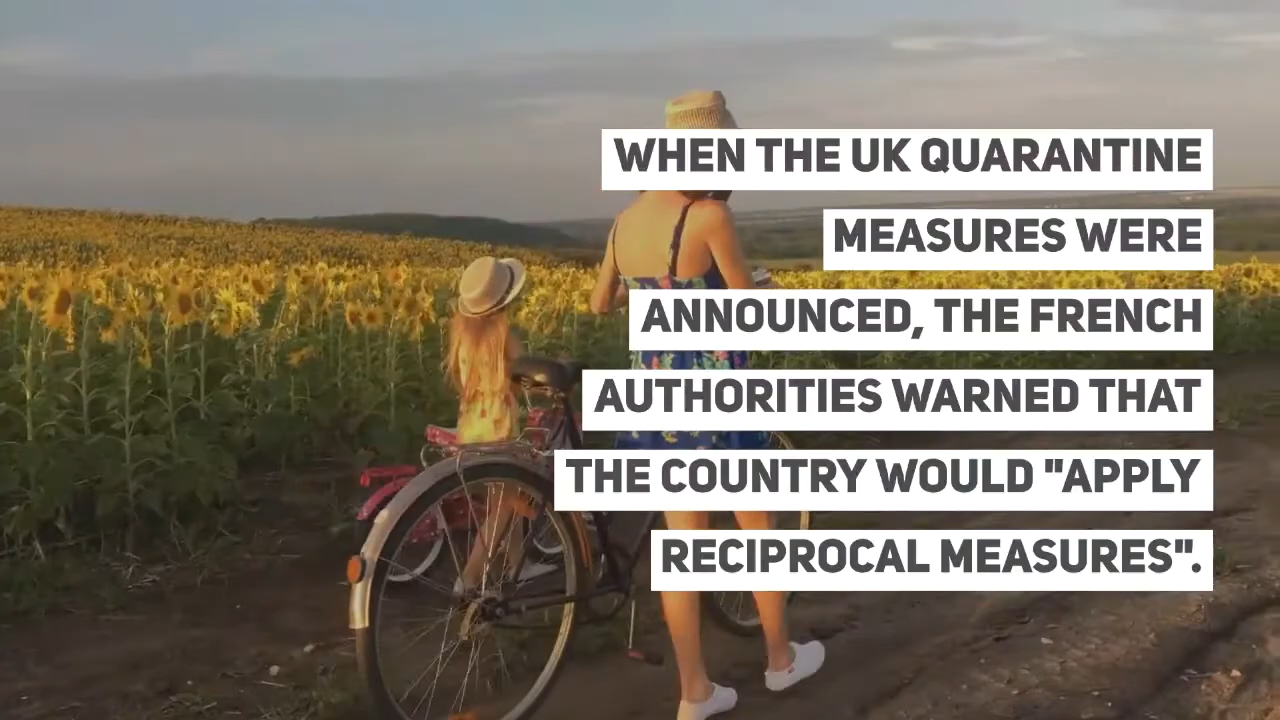 WHEN THE UK QUARANTINE
MEASURES WERE
ANNOUNCED, THE FRENCH
AUTHORITIES WARNED THAT
THE COUNTRY WOULD "APPLY
RECIPROCAL MEASURES".